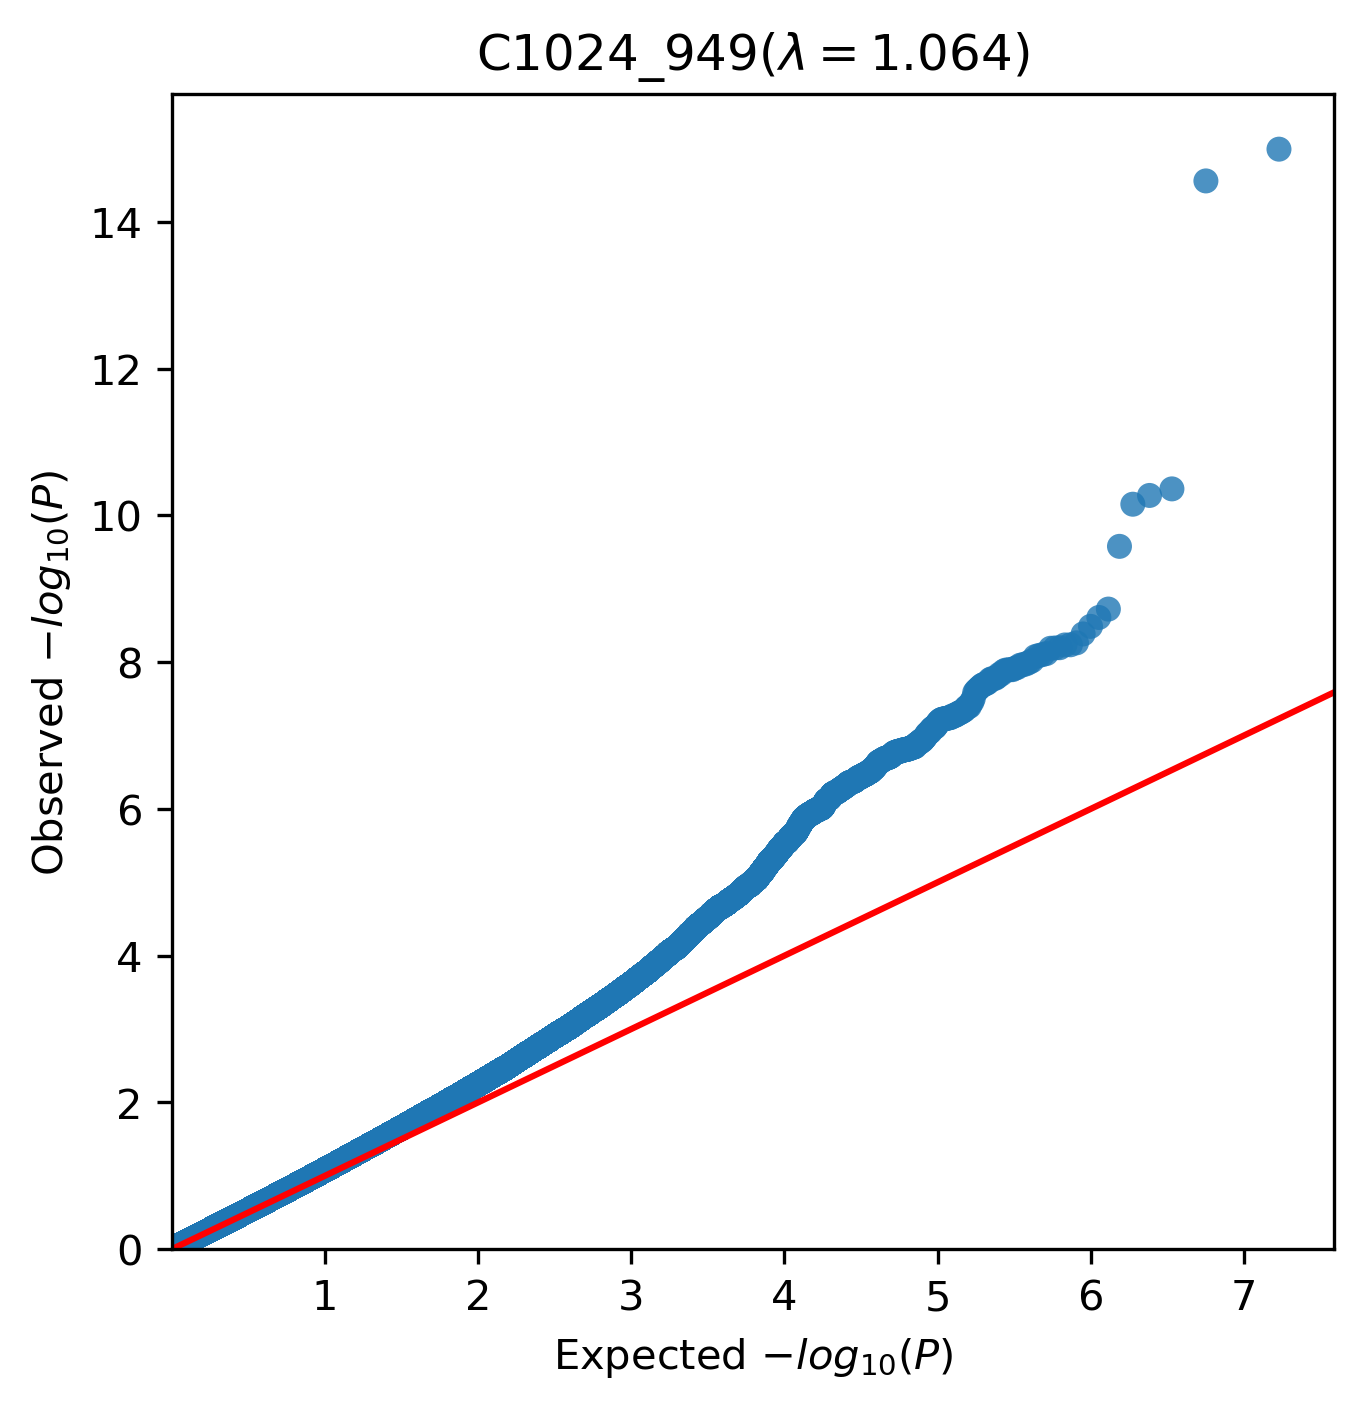 C1024_949(λ = 1.064)
14
12
10
8
6
4
2
0
Observed −log₁₀(P)
1 2 3 4 5 6 7
Expected −log₁₀(P)